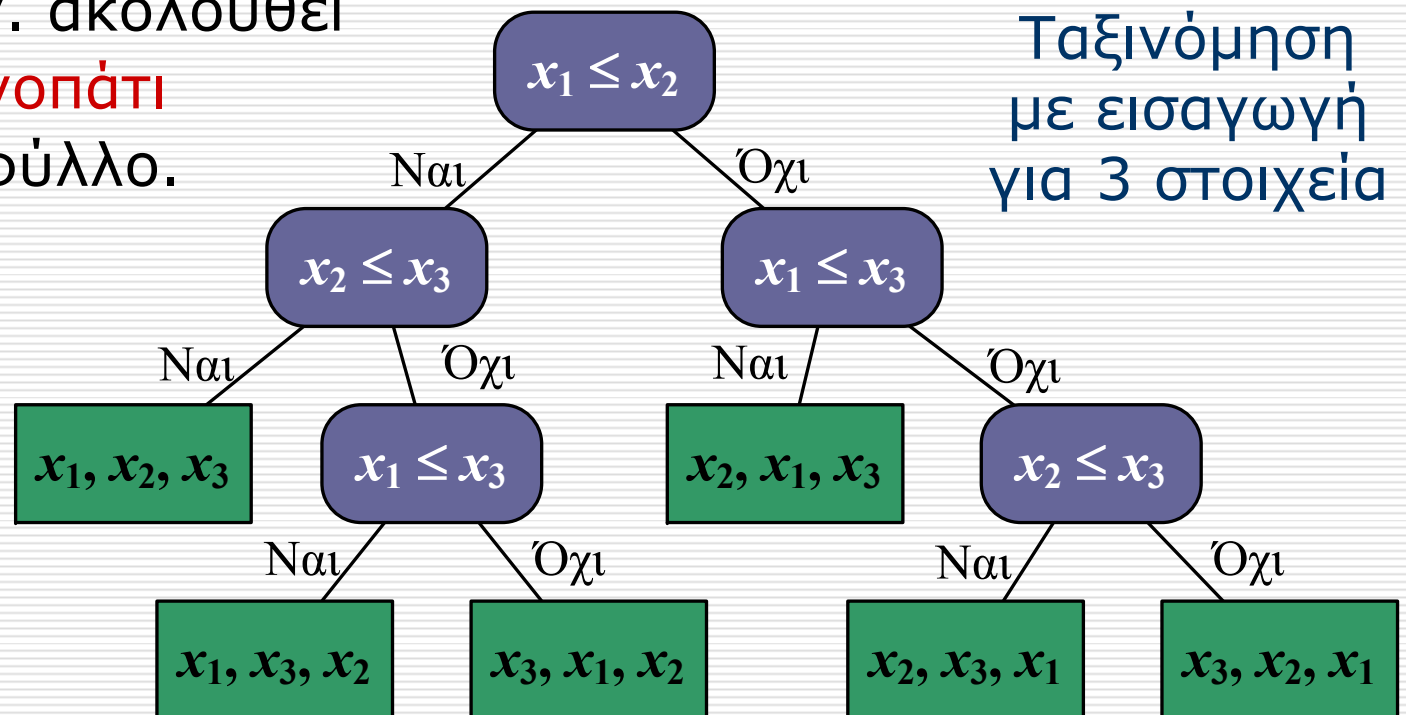 ακολουθεί
φύλλο.
Ταξινόμηση
με εισαγωγή
για 3 στοιχεία
x₁ ≤ x₂
Ναι Όχι
x₂ ≤ x₃ x₁ ≤ x₃
Ναι Όχι Ναι Όχι
x₁, x₂, x₃ x₁ ≤ x₃ x₂, x₁, x₃ x₂ ≤ x₃
Ναι Όχι Ναι Όχι
x₁, x₃, x₂ x₃, x₁, x₂ x₂, x₃, x₁ x₃, x₂, x₁